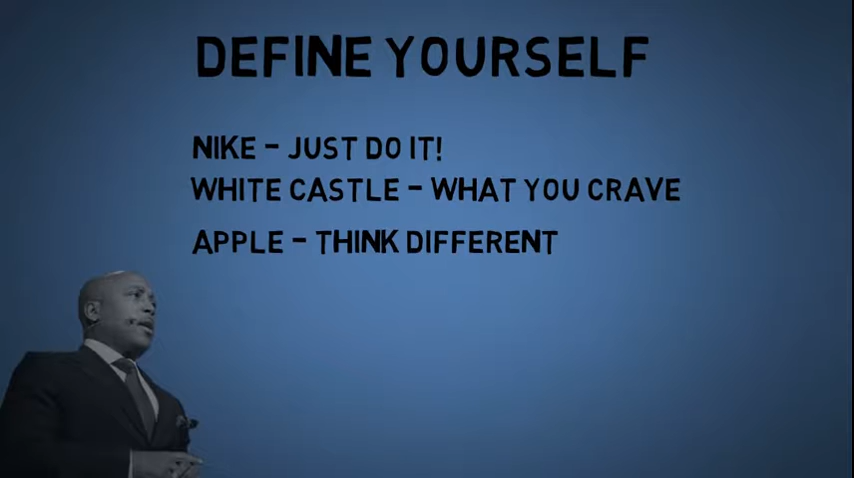 DEFINE YOURSELF
NIKE – JUST DO IT!
WHITE CASTLE – WHAT YOU CRAVE
APPLE – THINK DIFFERENT